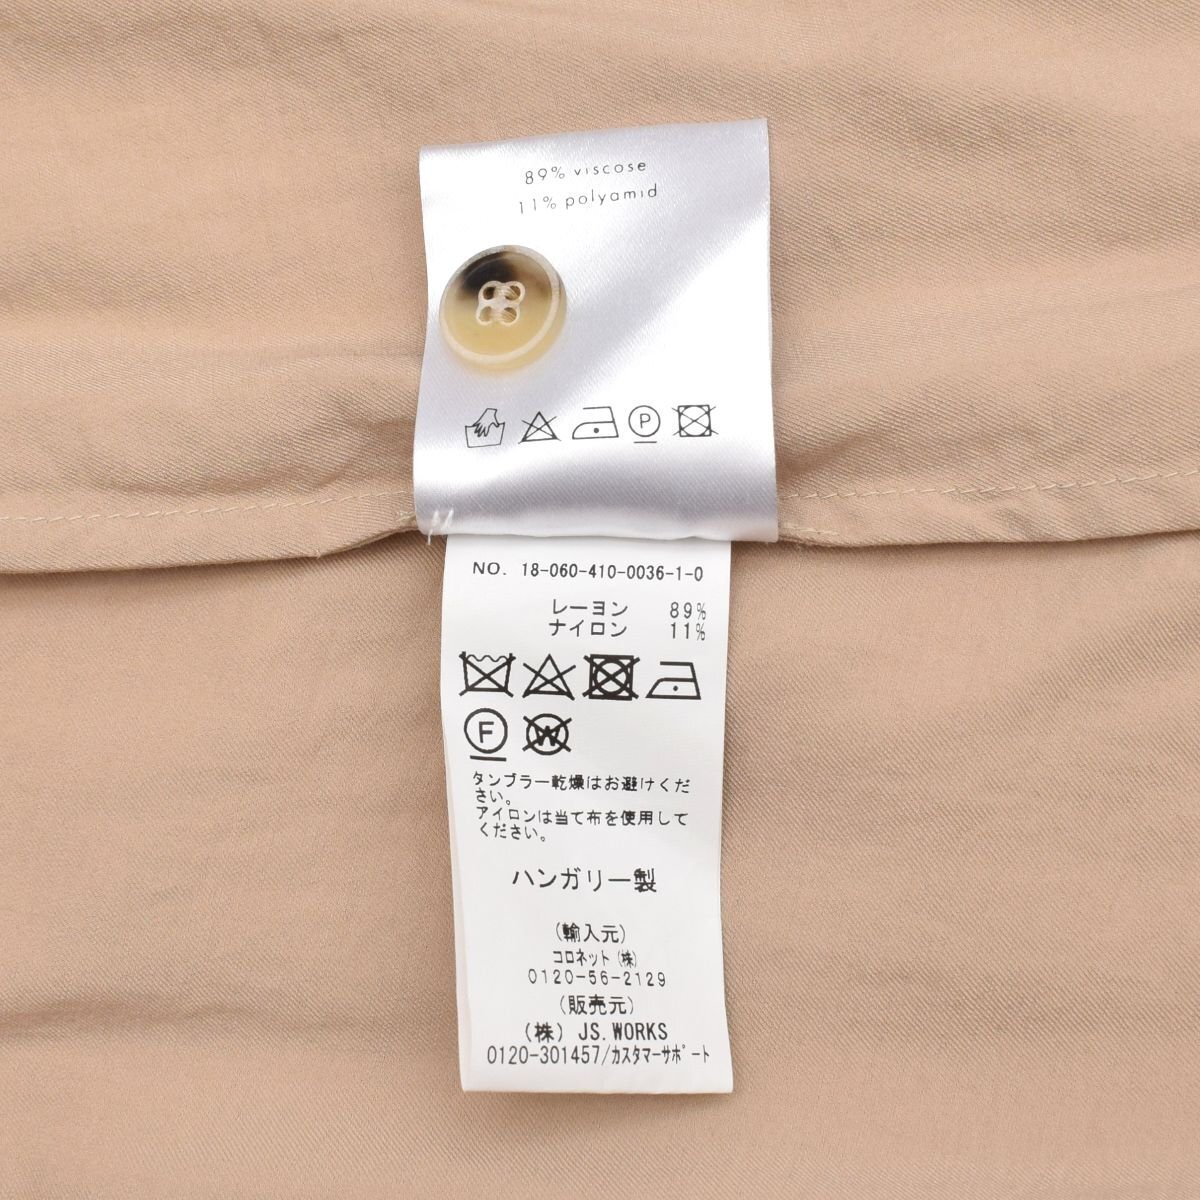 89% viscose
11% polyamid
P
NO. 18-060-410-0036-1-0
レーヨン 89%
ナイロン 11%
F W
タンブラー乾燥はお避けくだ
さい。
アイロンは当て布を使用して
ください。
ハンガリー製
(輸入元)
コロネット(株)
0120-56-2129
(販売元)
(株) JS.WORKS
0120-301457/カスタマーサポート